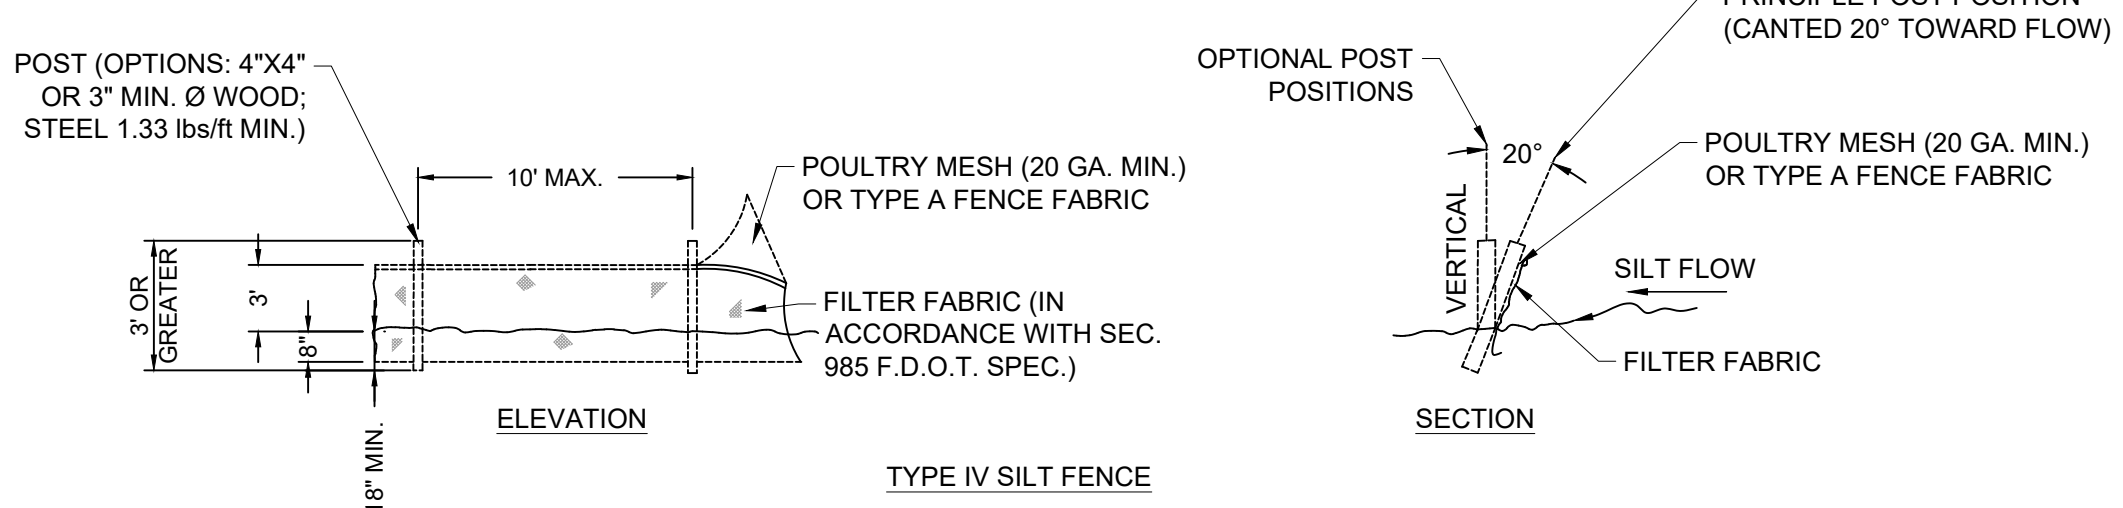 POST (OPTIONS: 4"X4"
OR 3" MIN. Ø WOOD;
STEEL 1.33 lbs/ft MIN.)
10' MAX.
POULTRY MESH (20 GA. MIN.)
OR TYPE A FENCE FABRIC
3' OR
GREATER
3'
8"
FILTER FABRIC (IN
ACCORDANCE WITH SEC.
985 F.D.O.T. SPEC.)
ELEVATION
18" MIN.
TYPE IV SILT FENCE
PRINCIPLE POST POSITION
(CANTED 20° TOWARD FLOW)
OPTIONAL POST
POSITIONS
20°
VERTICAL
POULTRY MESH (20 GA. MIN.)
OR TYPE A FENCE FABRIC
SILT FLOW
FILTER FABRIC
SECTION